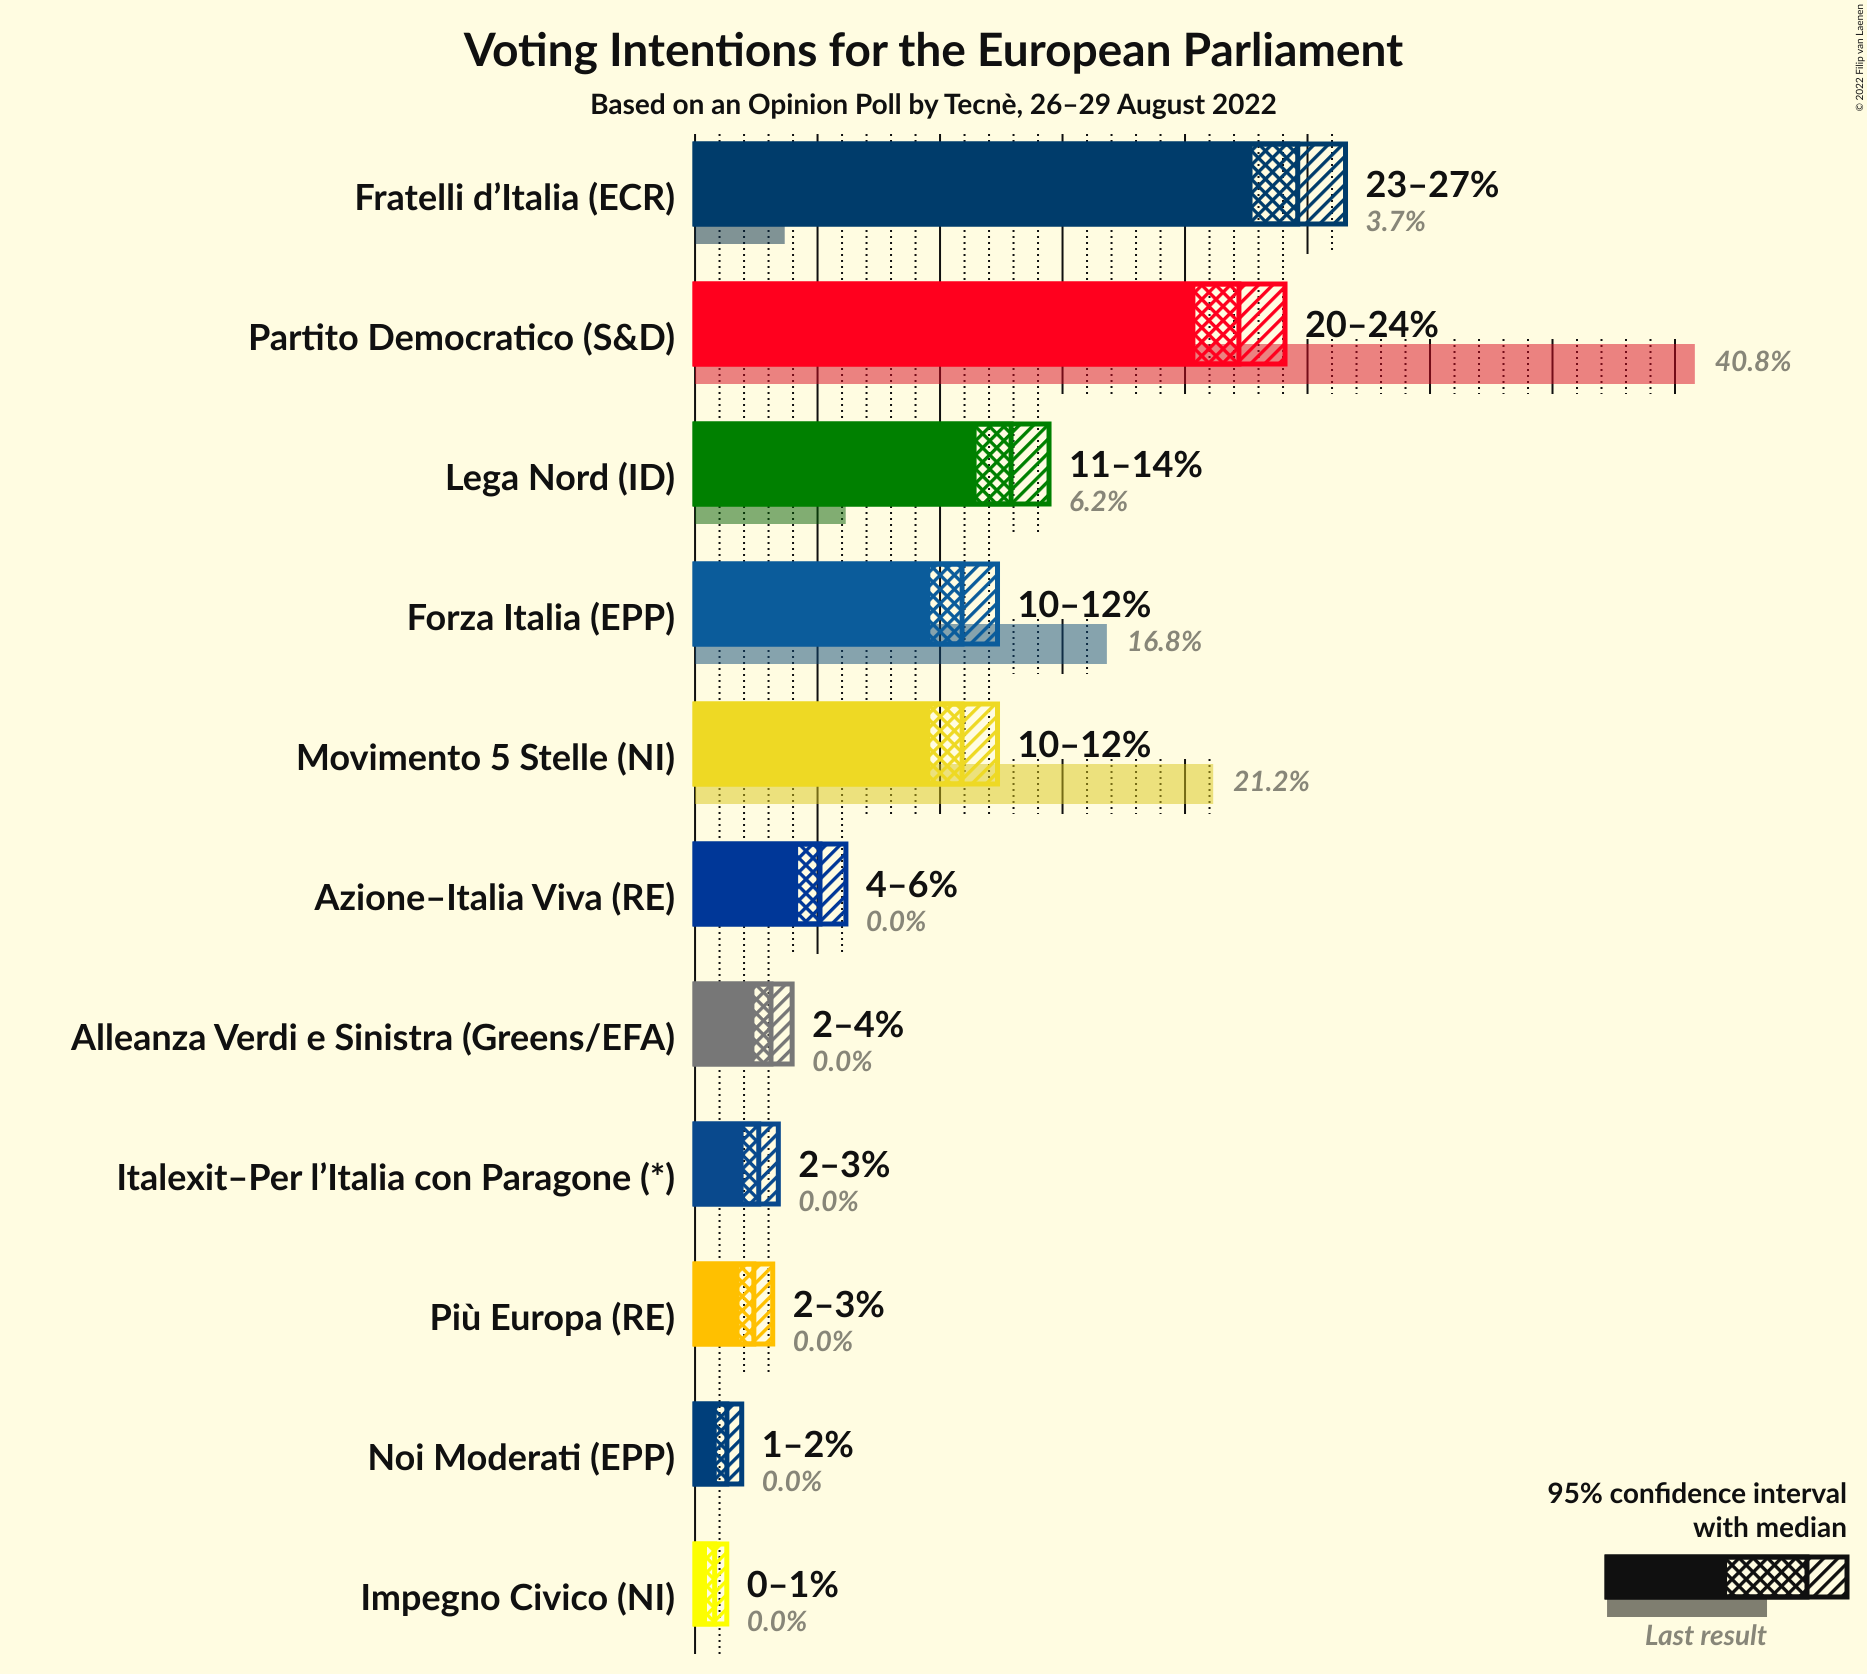 Voting Intentions for the European Parliament
Based on an Opinion Poll by Tecnè, 26–29 August 2022
© 2022 Filip van Laenen
Fratelli d’Italia (ECR)
23–27%
3.7%
Partito Democratico (S&D)
20–24%
40.8%
Lega Nord (ID)
11–14%
6.2%
Forza Italia (EPP)
10–12%
16.8%
Movimento 5 Stelle (NI)
10–12%
21.2%
Azione–Italia Viva (RE)
4–6%
0.0%
Alleanza Verdi e Sinistra (Greens/EFA)
2–4%
0.0%
Italexit–Per l’Italia con Paragone (*)
2–3%
0.0%
Più Europa (RE)
2–3%
0.0%
Noi Moderati (EPP)
1–2%
0.0%
Impegno Civico (NI)
0–1%
0.0%
95% confidence interval
with median
Last result